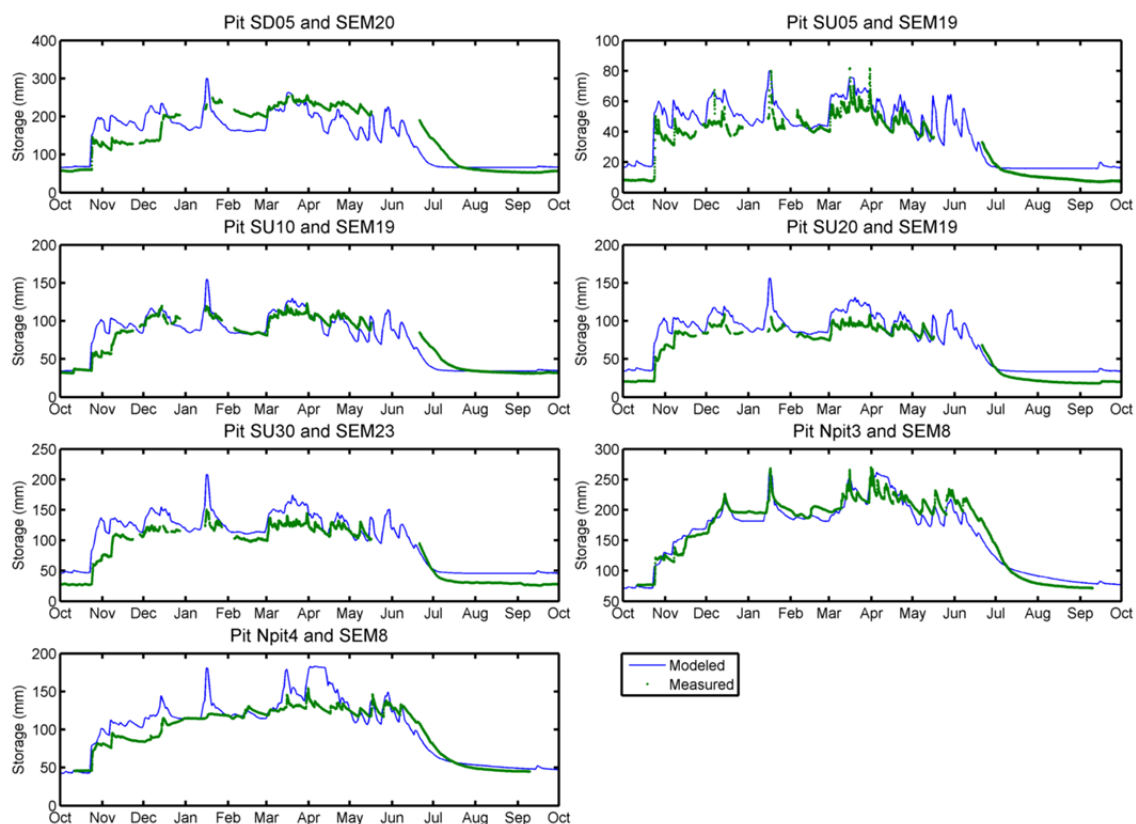 Pit SD05 and SEM20
Storage (mm)
400
300
200
100
0
Oct Nov Dec Jan Feb Mar Apr May Jun Jul Aug Sep Oct
Pit SU05 and SEM19
Storage (mm)
100
80
60
40
20
0
Oct Nov Dec Jan Feb Mar Apr May Jun Jul Aug Sep Oct
Pit SU10 and SEM19
Storage (mm)
200
150
100
50
0
Oct Nov Dec Jan Feb Mar Apr May Jun Jul Aug Sep Oct
Pit SU20 and SEM19
Storage (mm)
200
150
100
50
0
Oct Nov Dec Jan Feb Mar Apr May Jun Jul Aug Sep Oct
Pit SU30 and SEM23
Storage (mm)
250
200
150
100
50
0
Oct Nov Dec Jan Feb Mar Apr May Jun Jul Aug Sep Oct
Pit Npit3 and SEM8
Storage (mm)
300
250
200
150
100
50
Oct Nov Dec Jan Feb Mar Apr May Jun Jul Aug Sep Oct
Pit Npit4 and SEM8
Storage (mm)
200
150
100
50
0
Oct Nov Dec Jan Feb Mar Apr May Jun Jul Aug Sep Oct
Modeled
Measured